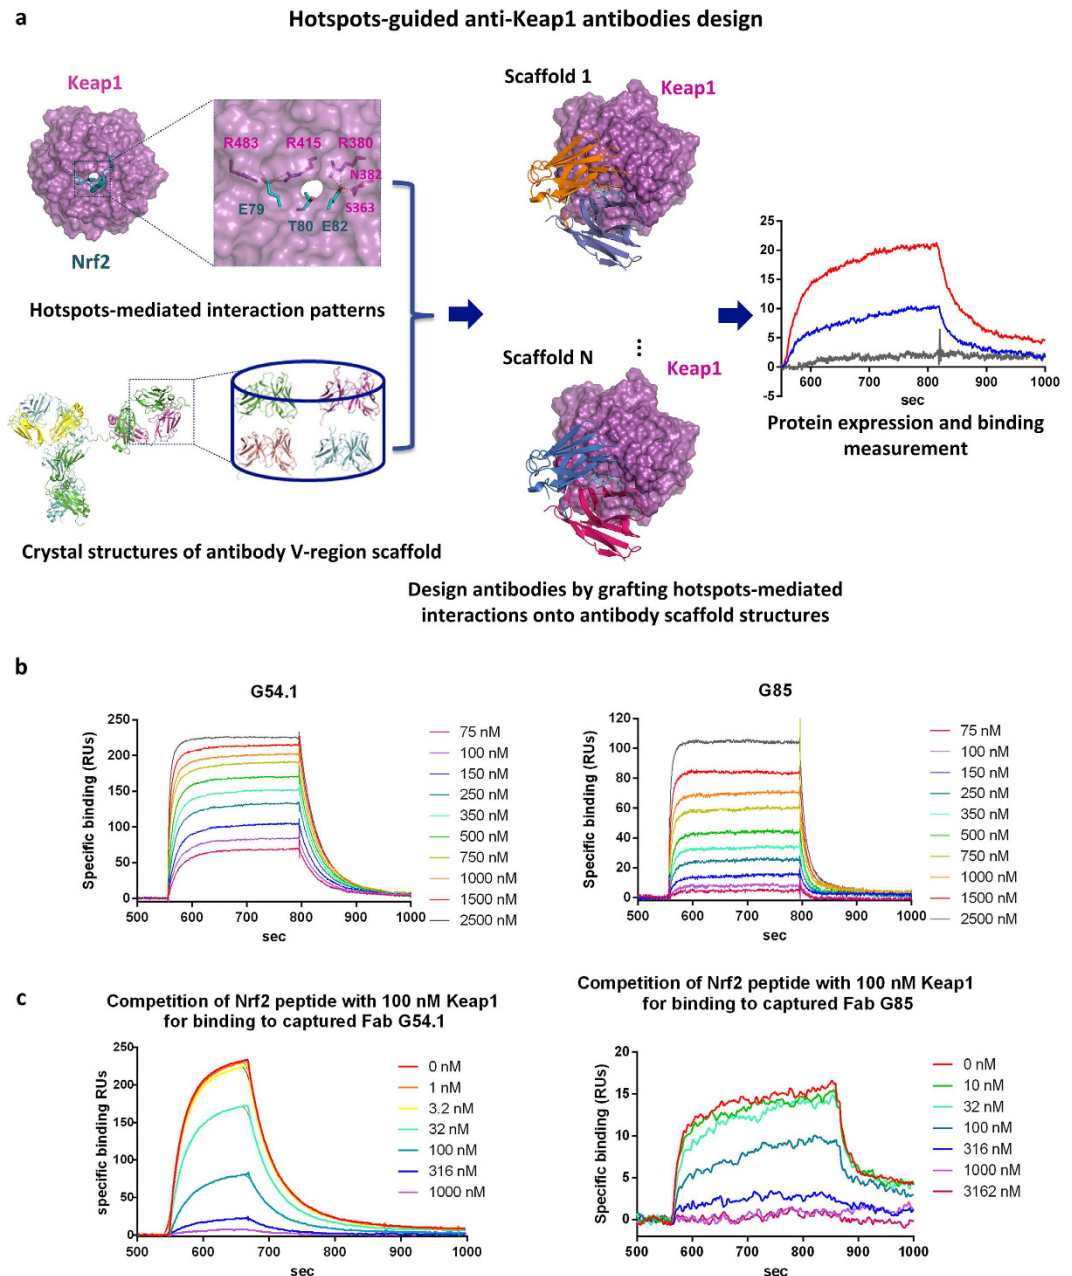 a
Hotspots-guided anti-Keap1 antibodies design
Keap1
R483 R415 R380
N382
S363
E79
T80 E82
Nrf2
Hotspots-mediated interaction patterns
Crystal structures of antibody V-region scaffold
Scaffold 1
Keap1
Scaffold N
⋮
Keap1
Design antibodies by grafting hotspots-mediated
interactions onto antibody scaffold structures
25
20
15
10
5
0
-5
600 800 1000
sec
Protein expression and binding
measurement
b
G54.1
Specific binding (RUs)
250
200
150
100
50
0
500 600 700 800 900 1000
sec
75 nM
100 nM
150 nM
250 nM
350 nM
500 nM
750 nM
1000 nM
1500 nM
2500 nM
G85
Specific binding (RUs)
120
100
80
60
40
20
0
500 600 700 800 900 1000
sec
75 nM
100 nM
150 nM
250 nM
350 nM
500 nM
750 nM
1000 nM
1500 nM
2500 nM
c
Competition of Nrf2 peptide with 100 nM Keap1
for binding to captured Fab G54.1
specific binding RUs
250
200
150
100
50
0
500 600 700 800 900 1000
sec
0 nM
1 nM
3.2 nM
32 nM
100 nM
316 nM
1000 nM
Competition of Nrf2 peptide with 100 nM Keap1
for binding to captured Fab G85
Specific binding (RUs)
20
15
10
5
0
500 600 700 800 900 1000
sec
0 nM
10 nM
32 nM
100 nM
316 nM
1000 nM
3162 nM